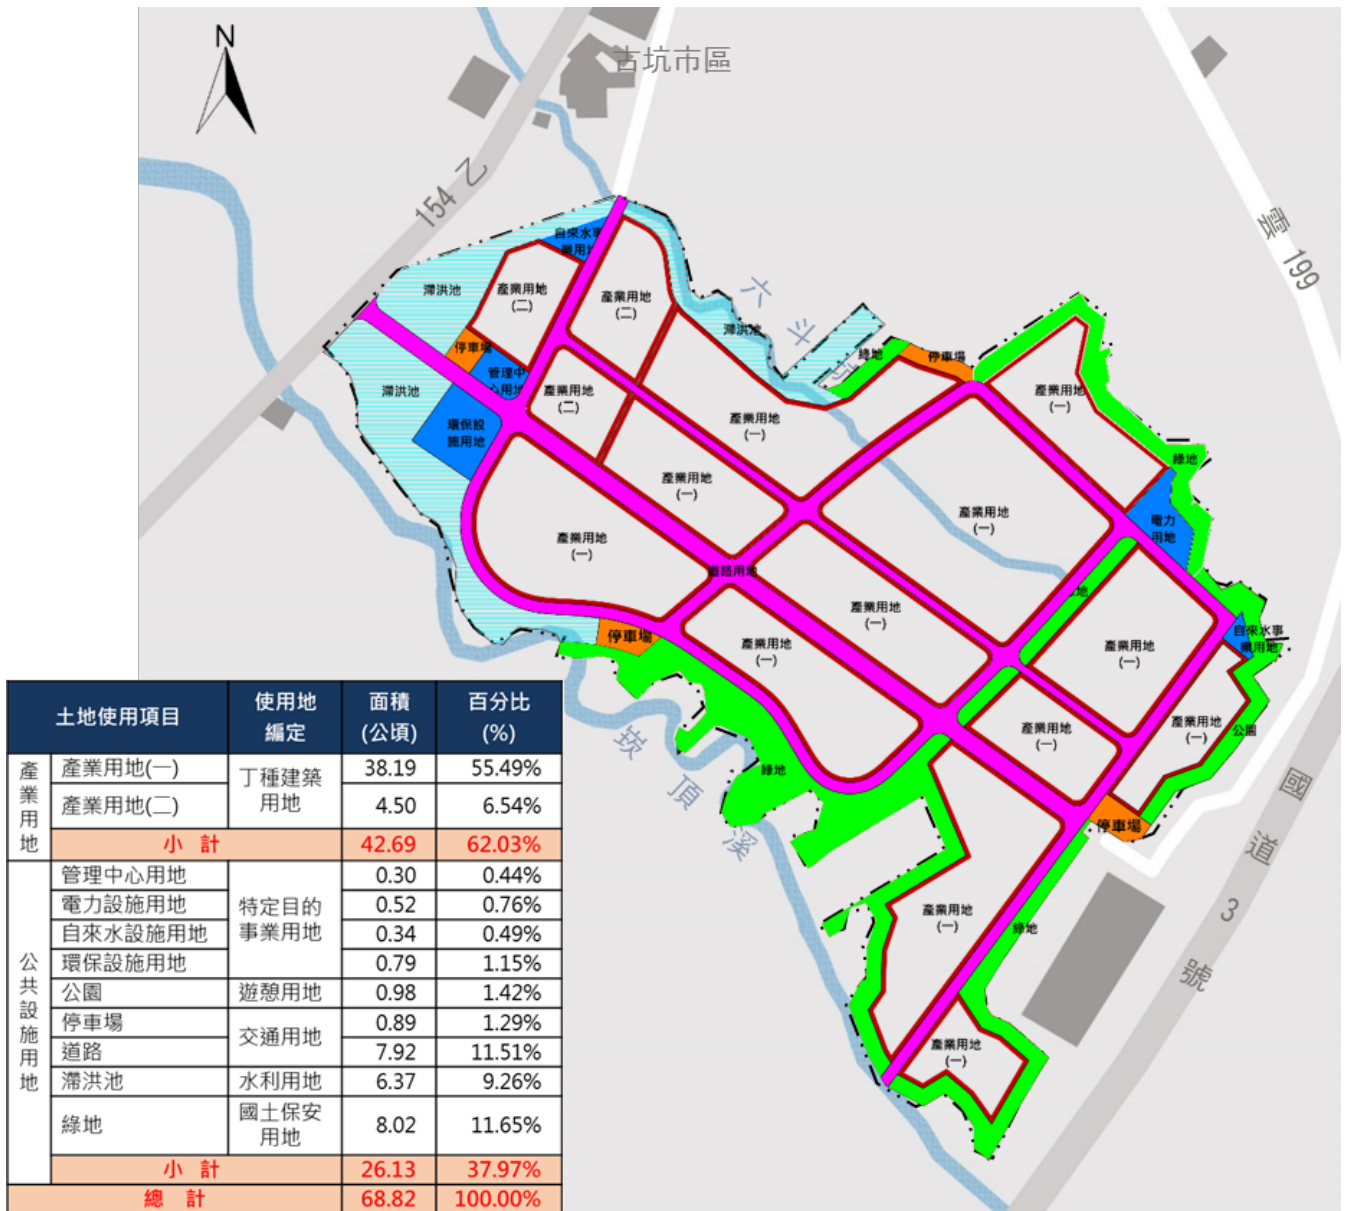 N
古坑市區
154 乙
雲 199
自來水事
業用地
六斗
滯洪池
產業用地
(二)
產業用地
(二)
滯洪池
停車場
管理中
心用地
滯洪池
產業用地
(二)
綠地
停車場
產業用地
(一)
環保設
施用地
產業用地
(一)
綠地
產業用地
(一)
產業用地
(一)
電力
用地
產業用地
(一)
道路用地
產業用地
(一)
停車場
產業用地
(一)
產業用地
(一)
自來水事
業用地
產業用地
(一)
產業用地
(一)
公園
崁頂溪
綠地
國道3號
停車場
產業用地
(一)
綠地
產業用地
(一)
土地使用項目 使用地編定 面積(公頃) 百分比(%)
產業用地
產業用地(一) 丁種建築用地 38.19 55.49%
產業用地(二) 4.50 6.54%
小計 42.69 62.03%
公共設施用地
管理中心用地 特定目的事業用地 0.30 0.44%
電力設施用地 0.52 0.76%
自來水設施用地 0.34 0.49%
環保設施用地 0.79 1.15%
公園 遊憩用地 0.98 1.42%
停車場 交通用地 0.89 1.29%
道路 7.92 11.51%
滯洪池 水利用地 6.37 9.26%
綠地 國土保安用地 8.02 11.65%
小計 26.13 37.97%
總計 68.82 100.00%